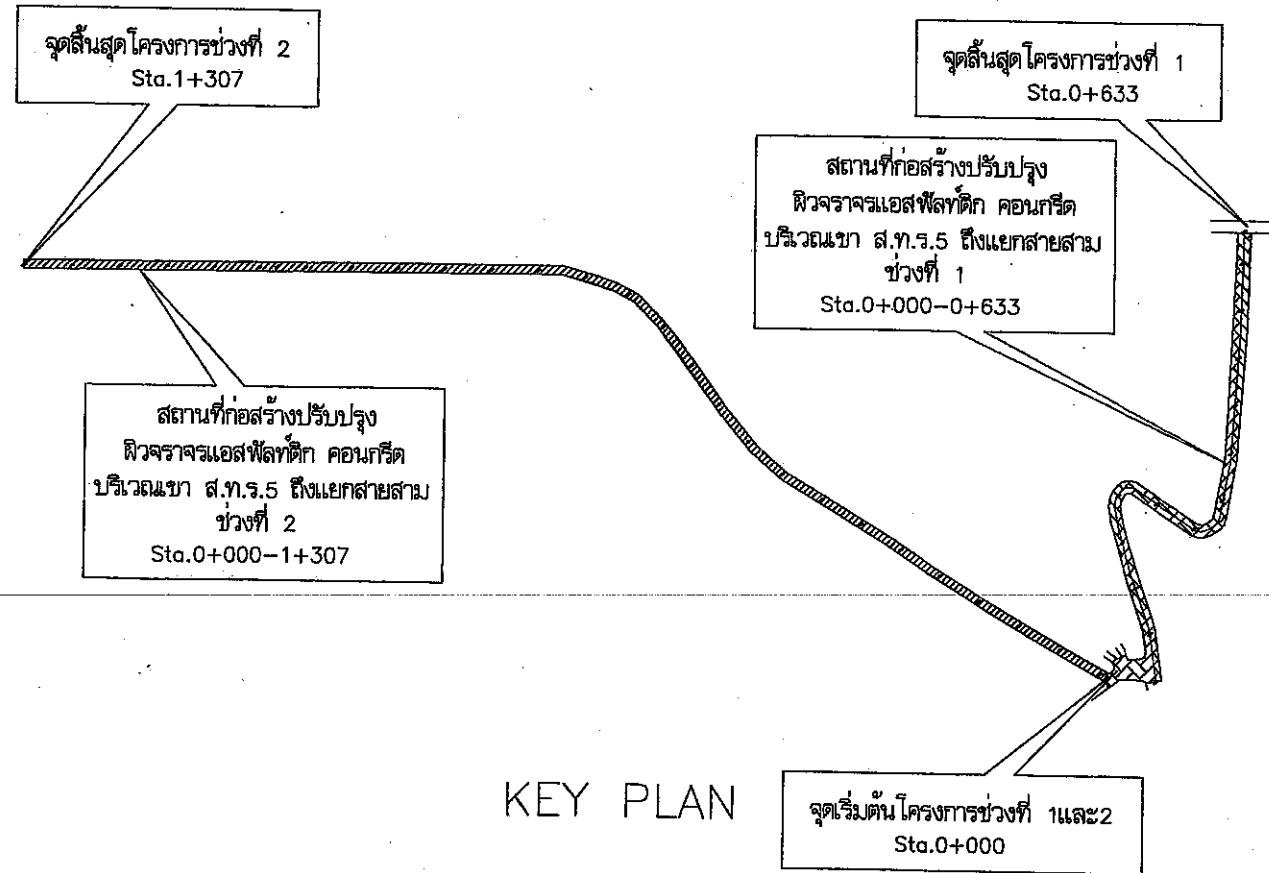 จุดสิ้นสุดโครงการช่วงที่ 2
Sta.1+307
จุดสิ้นสุดโครงการช่วงที่ 1
Sta.0+633
สถานที่ก่อสร้างปรับปรุง
ผิวจราจรแอสฟัลท์ติก คอนกรีต
บริเวณเขา ส.ท.ร.5 ถึงแยกสายสาม
ช่วงที่ 1
Sta.0+000-0+633
สถานที่ก่อสร้างปรับปรุง
ผิวจราจรแอสฟัลท์ติก คอนกรีต
บริเวณเขา ส.ท.ร.5 ถึงแยกสายสาม
ช่วงที่ 2
Sta.0+000-1+307
KEY PLAN
จุดเริ่มต้นโครงการช่วงที่ 1และ2
Sta.0+000